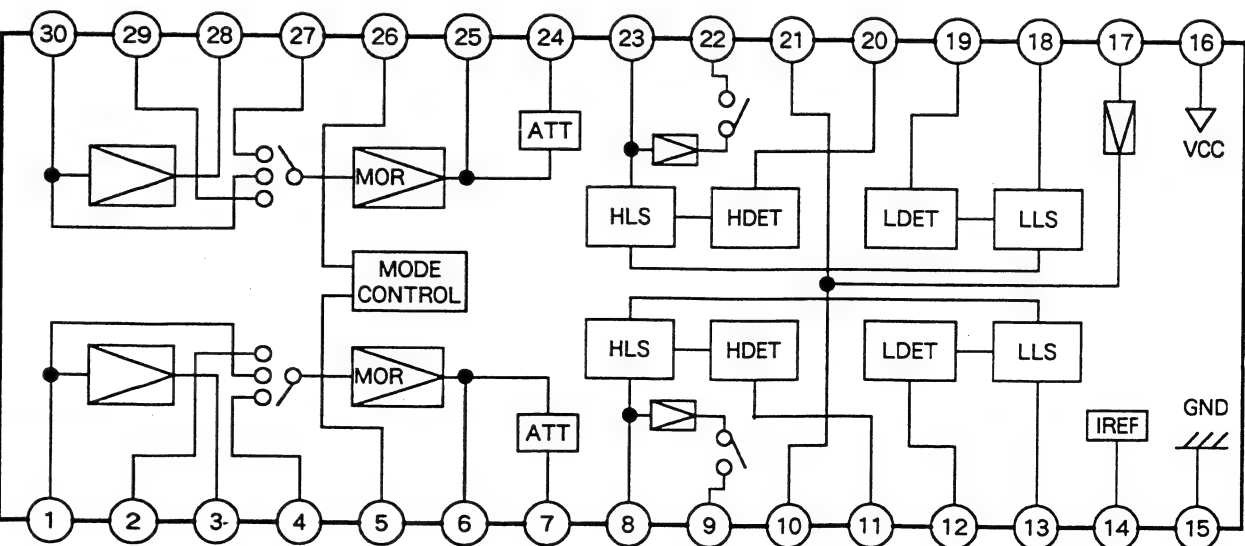 30 29 28 27 26 25 24 23 22 21 20 19 18 17 16
ATT
VCC
MOR
HLS HDET LDET LLS
MODE
CONTROL
HLS HDET LDET LLS
MOR
GND
ATT
IREF
1 2 3 4 5 6 7 8 9 10 11 12 13 14 15